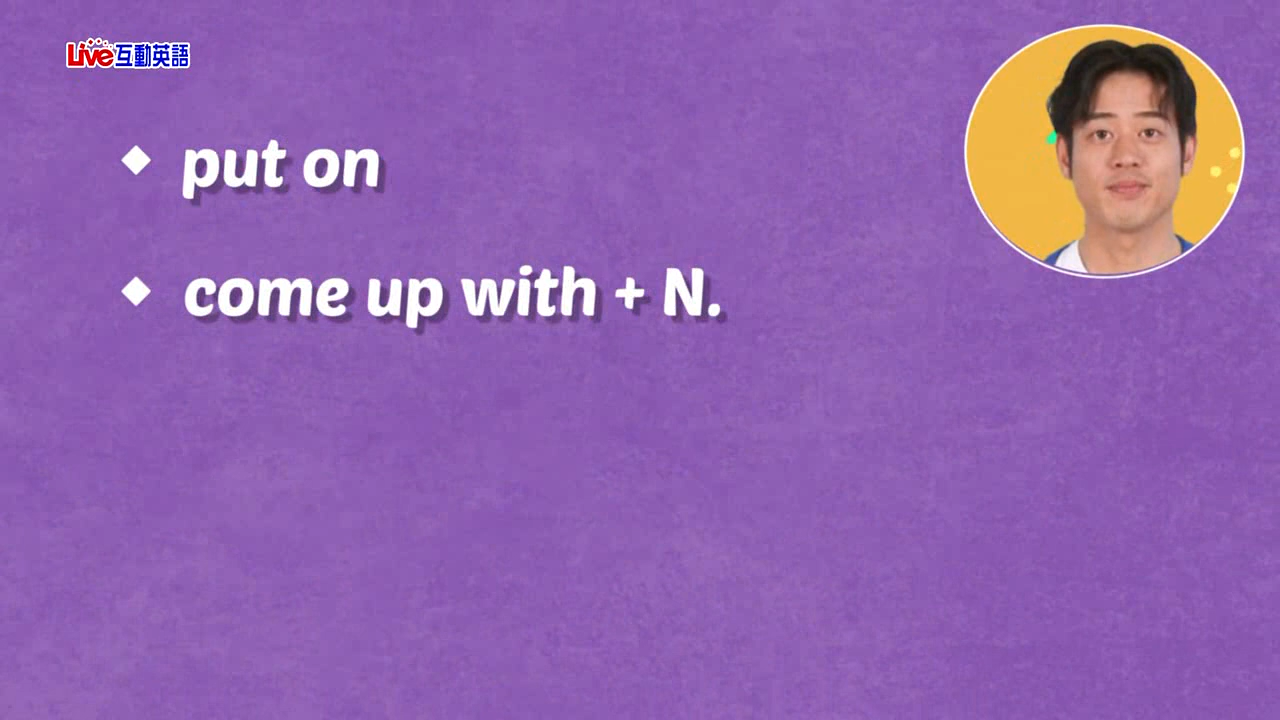 Live互動英語
put on
come up with + N.